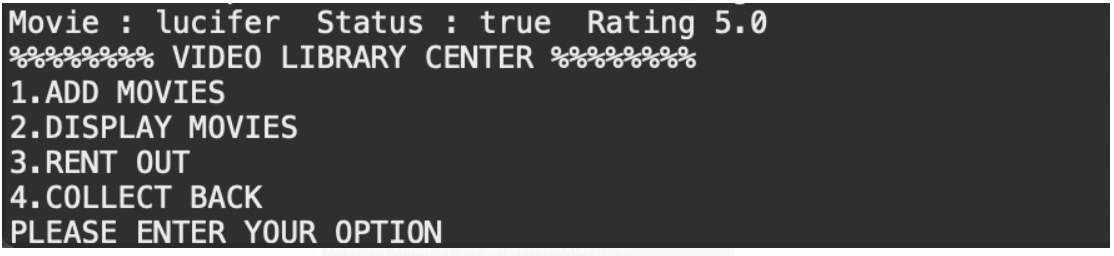 Movie : lucifer  Status : true  Rating 5.0
%%%%%%%% VIDEO LIBRARY CENTER %%%%%%%%
1.ADD MOVIES
2.DISPLAY MOVIES
3.RENT OUT
4.COLLECT BACK
PLEASE ENTER YOUR OPTION